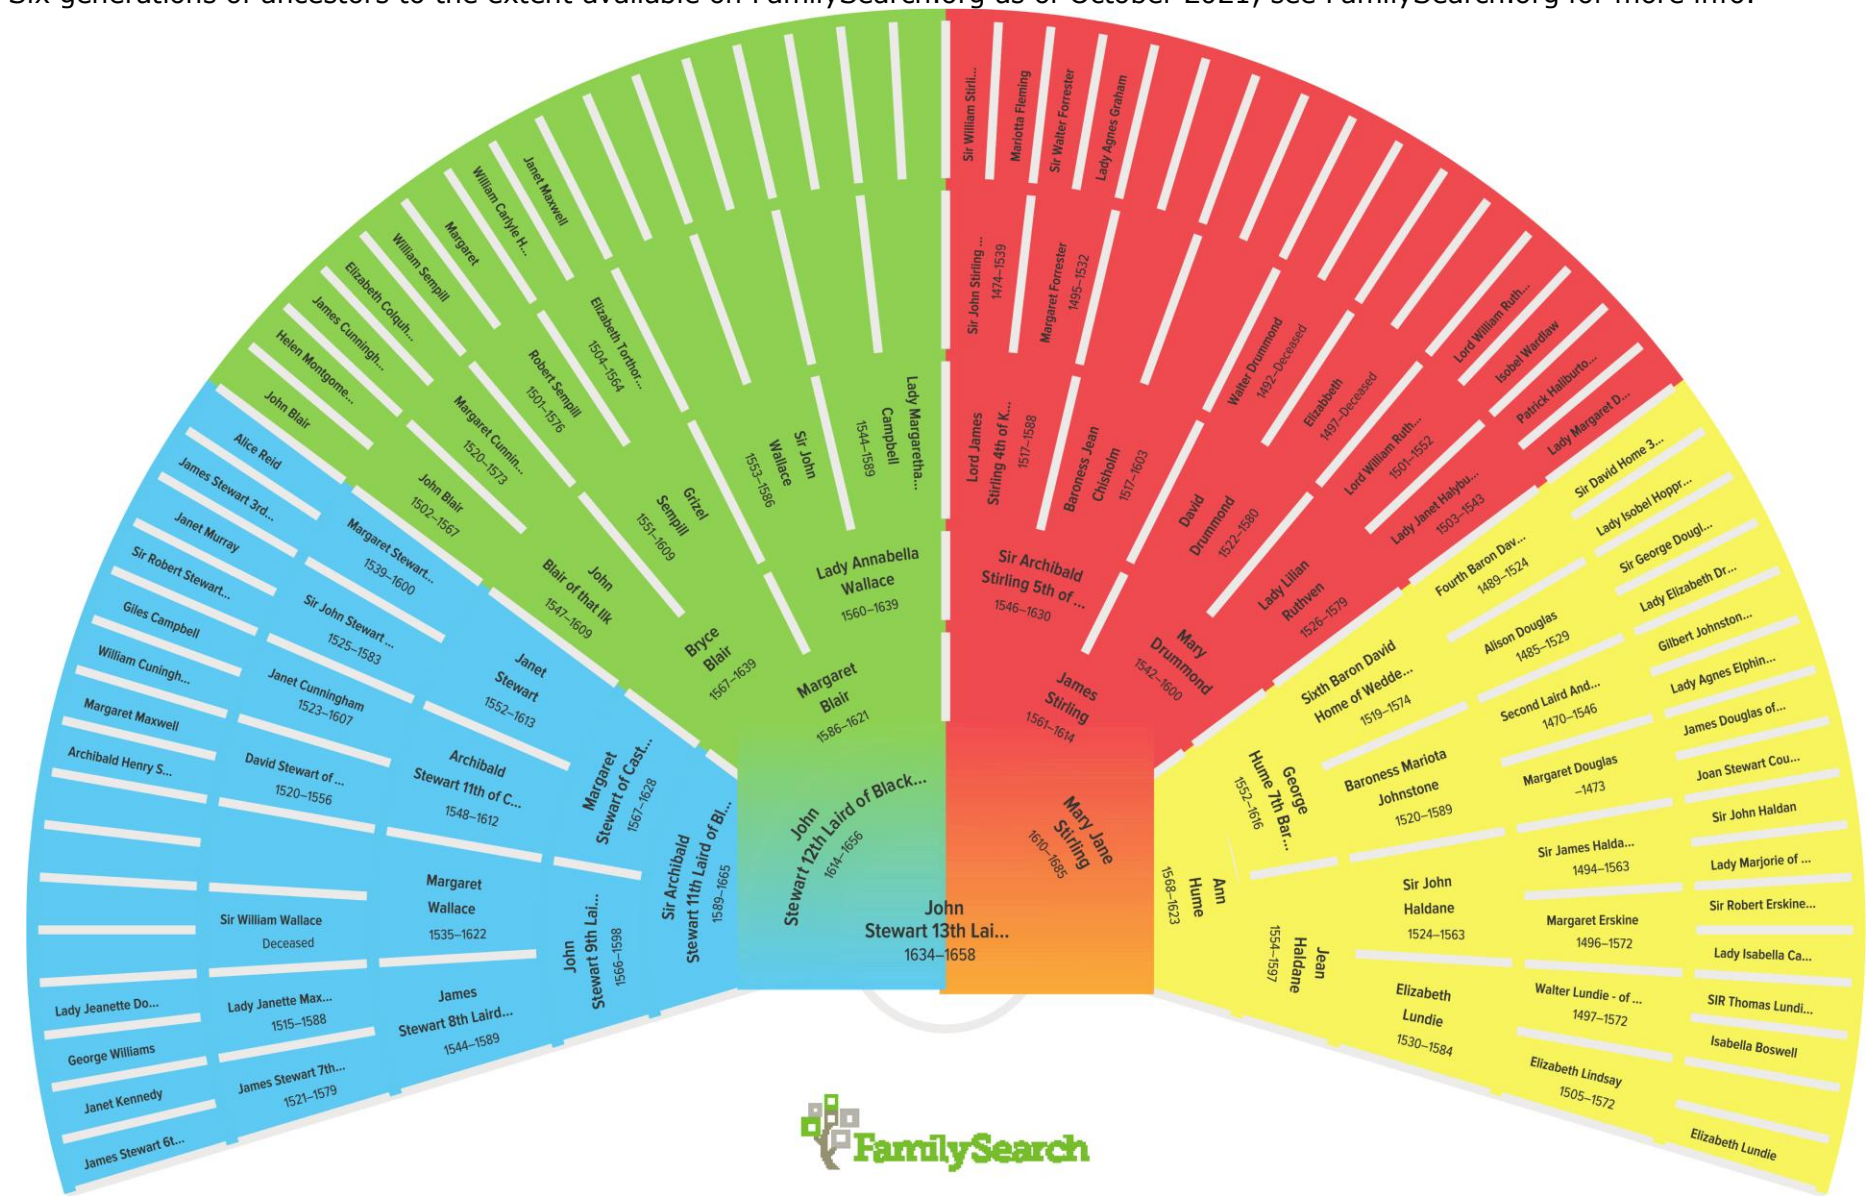 Six generations of ancestors to the extent available on FamilySearch.org as of October 2021, see FamilySearch.org for more info.
John
Stewart 13th Lai...
1634–1658
John
Stewart 12th Laird of Black...
1614–1656
Mary Jane
Stirling
1610–1685
Sir Archibald
Stewart 11th Laird of Bl...
1589–1665
Margaret
Blair
1586–1621
James
Stirling
1561–1614
Ann
Hume
1568–1623
John
Stewart 9th Lai...
1566–1598
Margaret
Stewart of Cast...
1567–1628
Bryce
Blair
1567–1639
Lady Annabella
Wallace
1560–1639
Sir Archibald
Stirling 5th of ...
1546–1630
Mary
Drummond
1542–1600
George
Hume 7th Bar...
1552–1616
Jean
Haldane
1554–1597
James
Stewart 8th Laird...
1544–1589
Margaret
Wallace
1535–1622
Archibald
Stewart 11th of C...
1548–1612
Janet
Stewart
1552–1613
John
Blair of that Ilk
1547–1609
Grizel
Sempill
1551–1609
Sir John
Wallace
1553–1586
Lady Margaretha...
Campbell
1544–1589
Lord James
Stirling 4th of K...
1517–1588
Baroness Jean
Chisholm
1517–1603
David
Drummond
1522–1580
Lady Lilian
Ruthven
1526–1579
Sixth Baron David
Home of Wedde...
1519–1574
Baroness Mariota
Johnstone
1520–1589
Sir John
Haldane
1524–1563
Elizabeth
Lundie
1530–1584
James Stewart 7th...
1521–1579
Lady Janette Max...
1515–1588
Sir William Wallace
Deceased
David Stewart of ...
1520–1556
Janet Cunningham
1523–1607
Sir John Stewart ...
1525–1583
Margaret Stewart...
1539–1600
John Blair
1502–1567
Margaret Cunnin...
1520–1573
Robert Sempill
1501–1576
Elizabeth Torthor...
1504–1564
Sir John Stirling ...
1474–1539
Margaret Forrester
1495–1532
Walter Drummond
1492–Deceased
Elizabbeth
1497–Deceased
Lord William Ruth...
1501–1552
Lady Janet Halybu...
1503–1543
Fourth Baron Dav...
1489–1524
Alison Douglas
1485–1529
Second Laird And...
1470–1546
Margaret Douglas
–1473
Sir James Halda...
1494–1563
Margaret Erskine
1496–1572
Walter Lundie - of ...
1497–1572
Elizabeth Lindsay
1505–1572
James Stewart 6t...
Janet Kennedy
George Williams
Lady Jeanette Do...
Archibald Henry S...
Margaret Maxwell
William Cuningh...
Giles Campbell
Sir Robert Stewart...
Janet Murray
James Stewart 3rd...
Alice Reid
John Blair
Helen Montgome...
James Cunningh...
Elizabeth Colquh...
William Sempill
Margaret
William Carlyle H...
Janet Maxwell
Sir William Stirli...
Mariotta Fleming
Sir Walter Forrester
Lady Agnes Graham
Lord William Ruth...
Isobel Wardlaw
Patrick Haliburto...
Lady Margaret D...
Sir David Home 3...
Lady Isobel Hoppr...
Sir George Dougl...
Lady Elizabeth Dr...
Gilbert Johnston...
Lady Agnes Elphin...
James Douglas of...
Joan Stewart Cou...
Sir John Haldan
Lady Marjorie of ...
Sir Robert Erskine...
Lady Isabella Ca...
SIR Thomas Lundi...
Isabella Boswell
Elizabeth Lundie
FamilySearch